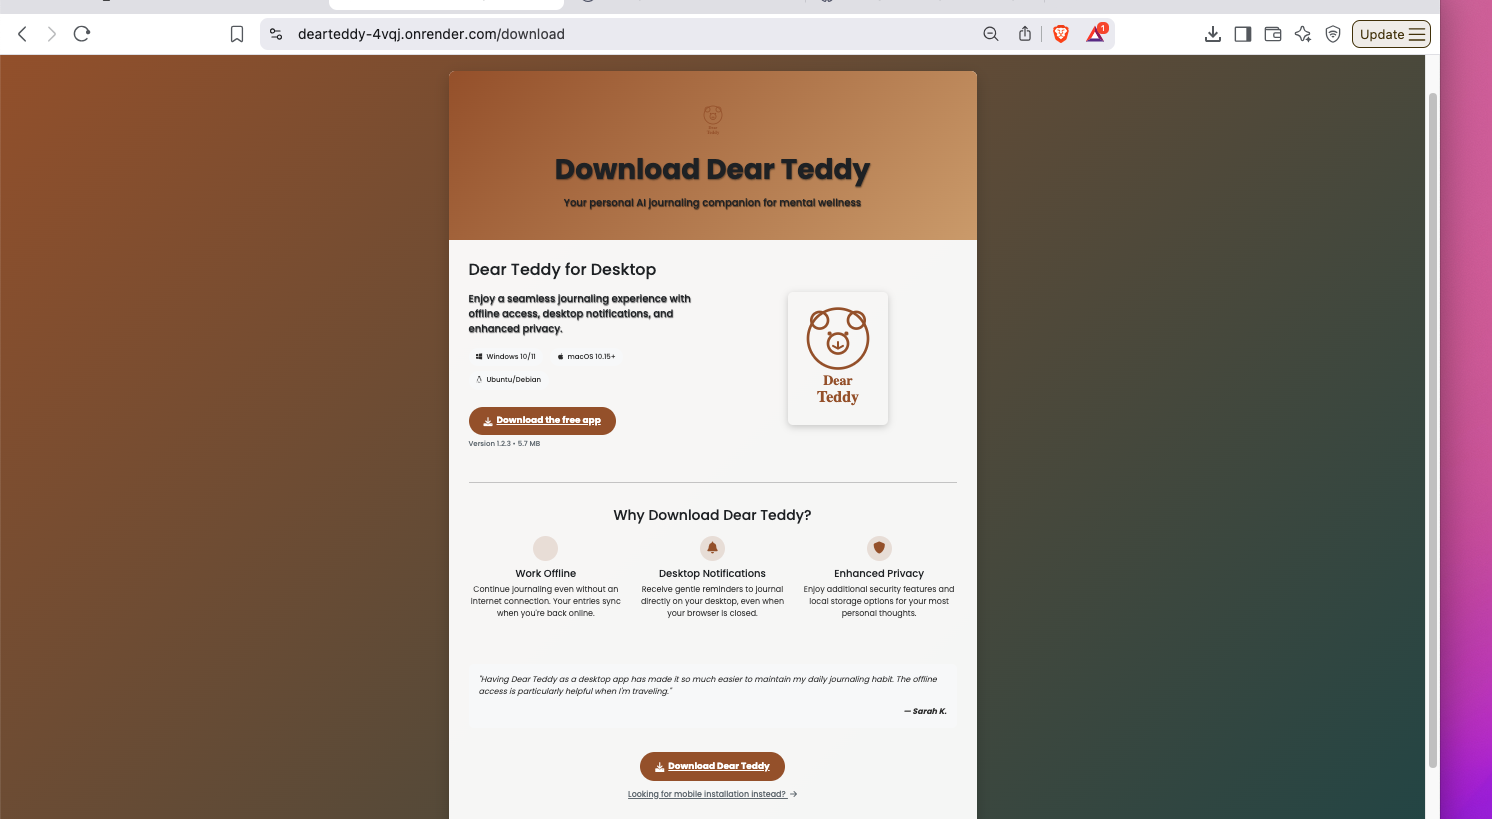 dearteddy-4vqj.onrender.com/download
1
Update
Download Dear Teddy
Your personal AI journaling companion for mental wellness
Dear Teddy for Desktop
Enjoy a seamless journaling experience with
offline access, desktop notifications, and
enhanced privacy.
Windows 10/11 macOS 10.15+
Ubuntu/Debian
Dear
Teddy
Download the free app
Version 1.2.3 • 5.7 MB
Why Download Dear Teddy?
Work Offline
Continue journaling even without an
internet connection. Your entries sync
when you're back online.
Desktop Notifications
Receive gentle reminders to journal
directly on your desktop, even when
your browser is closed.
Enhanced Privacy
Enjoy additional security features and
local storage options for your most
personal thoughts.
"Having Dear Teddy as a desktop app has made it so much easier to maintain my daily journaling habit. The offline
access is particularly helpful when I'm traveling."
— Sarah K.
Download Dear Teddy
Looking for mobile installation instead? →